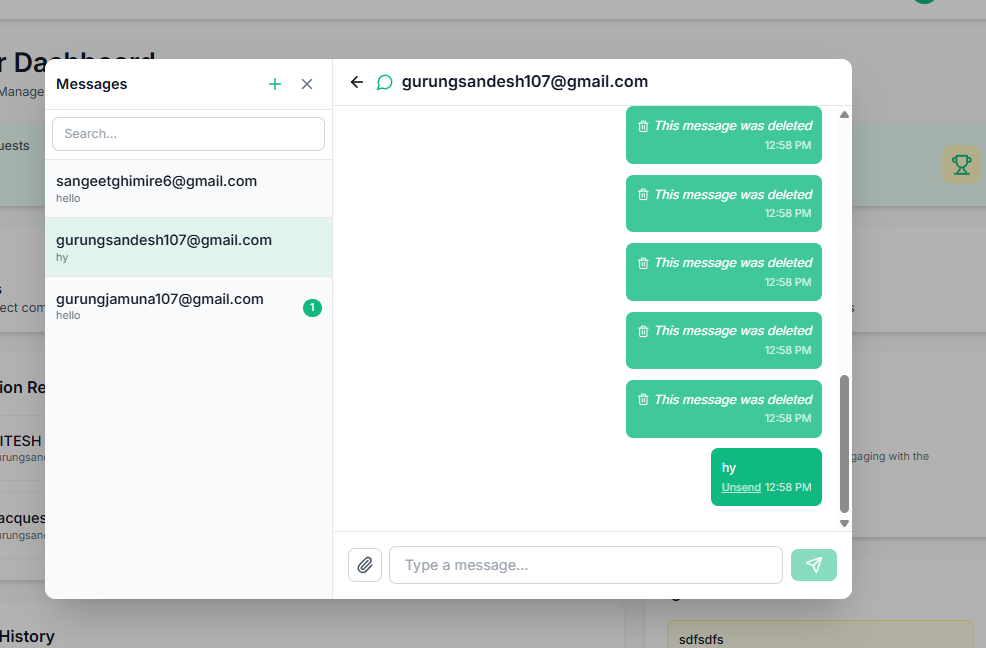 Messages
gurungsandesh107@gmail.com
Search...
sangeetghimire6@gmail.com
hello
gurungsandesh107@gmail.com
hy
gurungjamuna107@gmail.com
1
hello
This message was deleted
12:58 PM
This message was deleted
12:58 PM
This message was deleted
12:58 PM
This message was deleted
12:58 PM
This message was deleted
12:58 PM
hy
Unsend 12:58 PM
Type a message...
r Dashboard
Manage
uests
s
ect com
ion Re
ITESH
urungsan
acques
urungsan
gaging with the
History
sdfsdfs